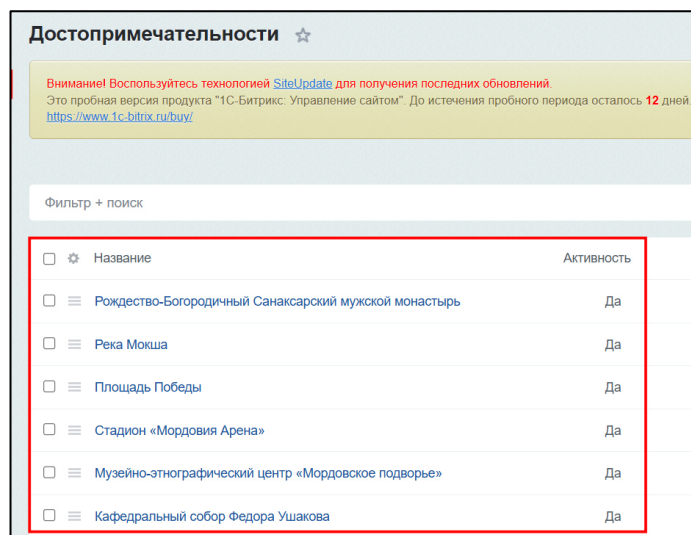 Достопримечательности
Внимание! Воспользуйтесь технологией SiteUpdate для получения последних обновлений.
Это пробная версия продукта "1С-Битрикс: Управление сайтом". До истечения пробного периода осталось 12 дней
https://www.1c-bitrix.ru/buy/
Фильтр + поиск
Название Активность
Рождество-Богородичный Санаксарский мужской монастырь Да
Река Мокша Да
Площадь Победы Да
Стадион «Мордовия Арена» Да
Музейно-этнографический центр «Мордовское подворье» Да
Кафедральный собор Федора Ушакова Да